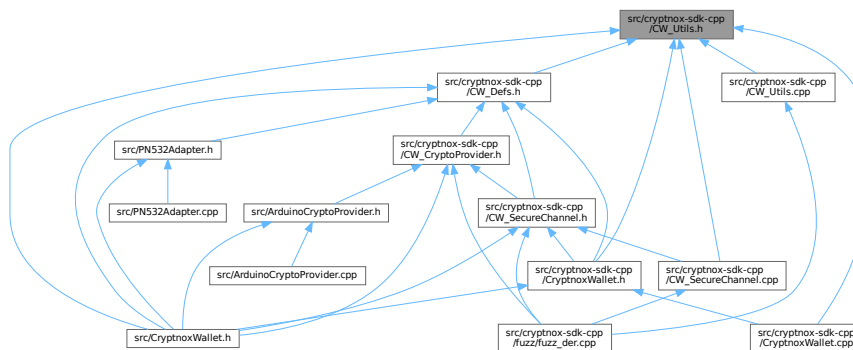 src/cryptnox-sdk-cpp
/CW_Utils.h
src/cryptnox-sdk-cpp
/CW_Defs.h
src/cryptnox-sdk-cpp
/CW_Utils.cpp
src/PN532Adapter.h
src/cryptnox-sdk-cpp
/CW_CryptoProvider.h
src/PN532Adapter.cpp
src/ArduinoCryptoProvider.h
src/cryptnox-sdk-cpp
/CW_SecureChannel.h
src/ArduinoCryptoProvider.cpp
src/cryptnox-sdk-cpp
/CryptnoxWallet.h
src/cryptnox-sdk-cpp
/CW_SecureChannel.cpp
src/CryptnoxWallet.h
src/cryptnox-sdk-cpp
/fuzz/fuzz_der.cpp
src/cryptnox-sdk-cpp
/CryptnoxWallet.cpp